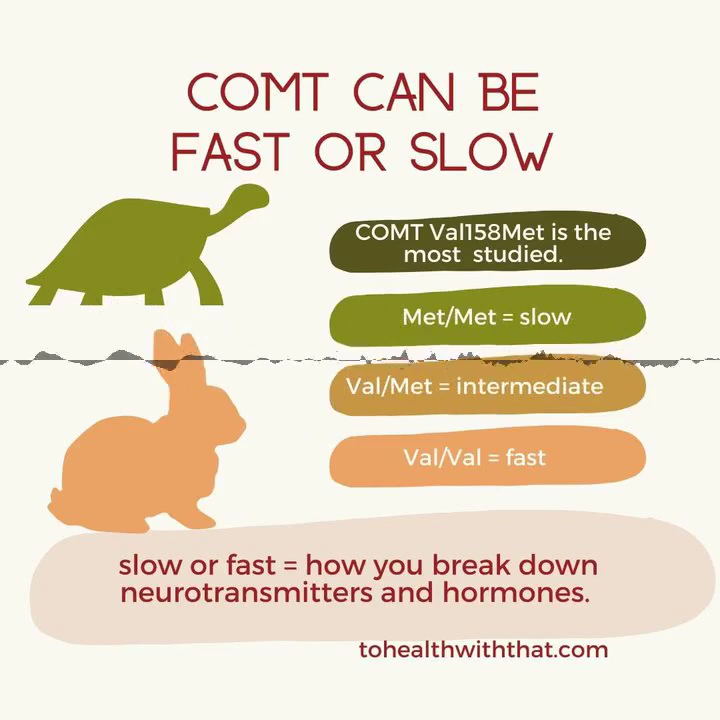 COMT CAN BE
FAST OR SLOW
COMT Val158Met is the
most studied.
Met/Met = slow
Val/Met = intermediate
Val/Val = fast
slow or fast = how you break down
neurotransmitters and hormones.
tohealthwiththat.com